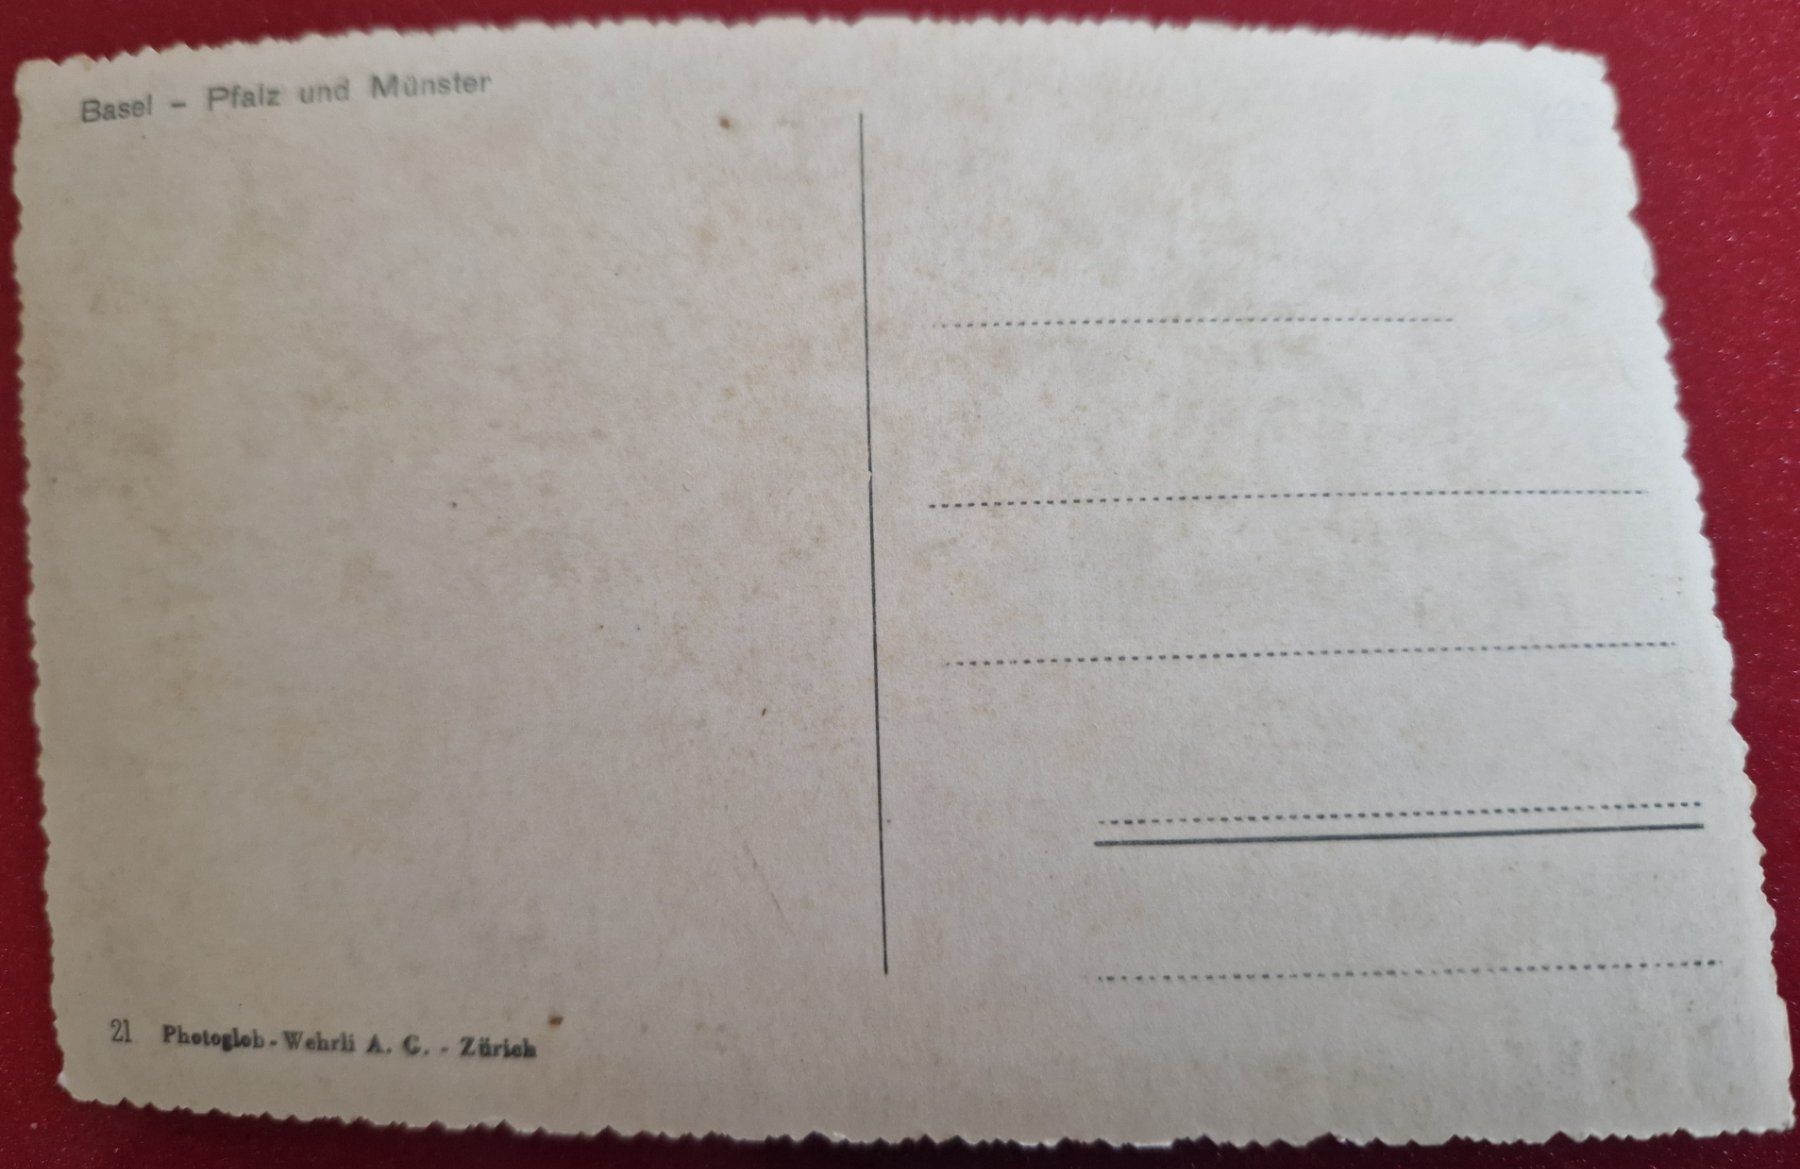 Basel - Pfalz und Münster
21 Photoglob-Wehrli A. G. - Zürich